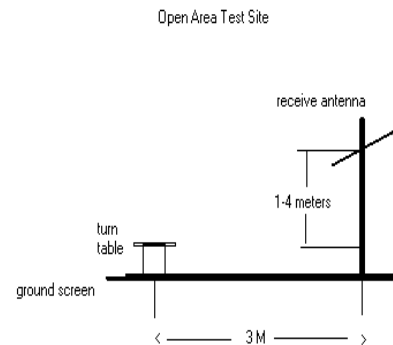 Open Area Test Site
receive antenna
1-4 meters
turn
table
ground screen
3 M